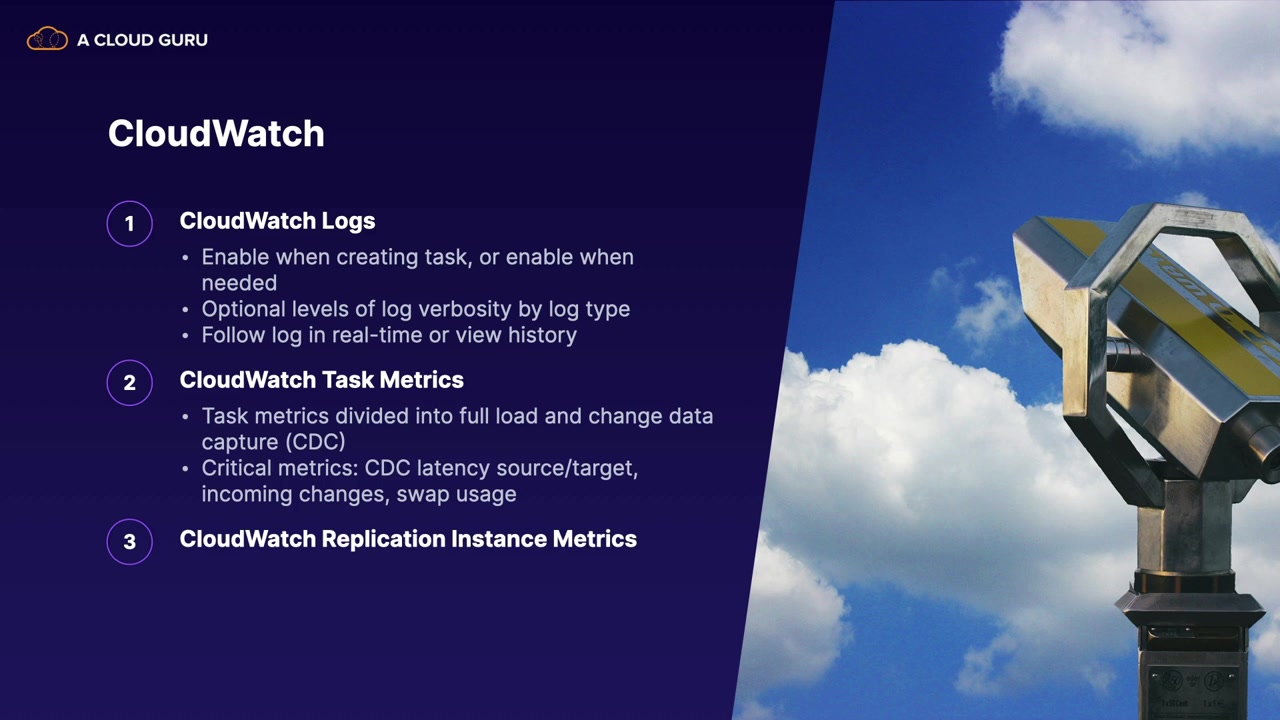 A CLOUD GURU
CloudWatch
1
CloudWatch Logs
• Enable when creating task, or enable when
needed
• Optional levels of log verbosity by log type
• Follow log in real-time or view history
2
CloudWatch Task Metrics
• Task metrics divided into full load and change data
capture (CDC)
• Critical metrics: CDC latency source/target,
incoming changes, swap usage
3
CloudWatch Replication Instance Metrics